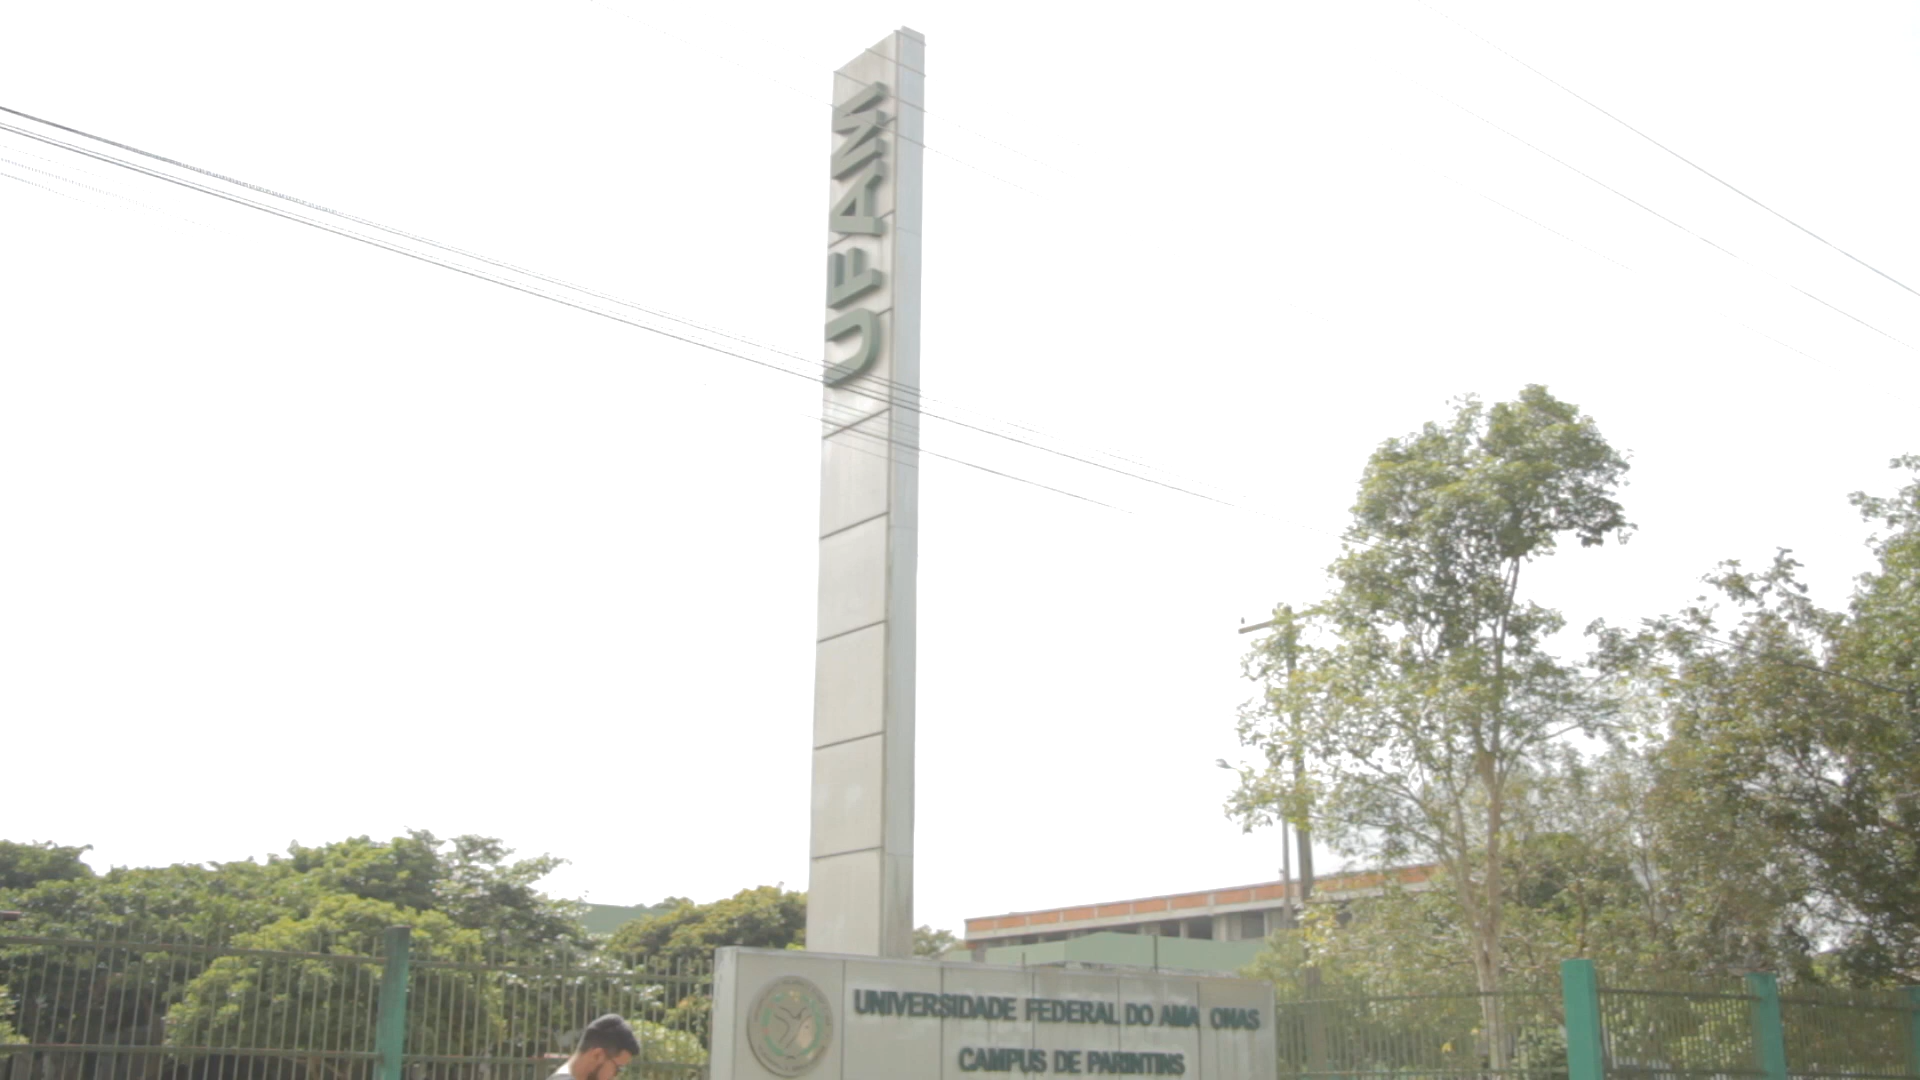 UFAM
UNIVERSIDADE FEDERAL DO AMA ONAS
CAMPUS DE PARINTINS